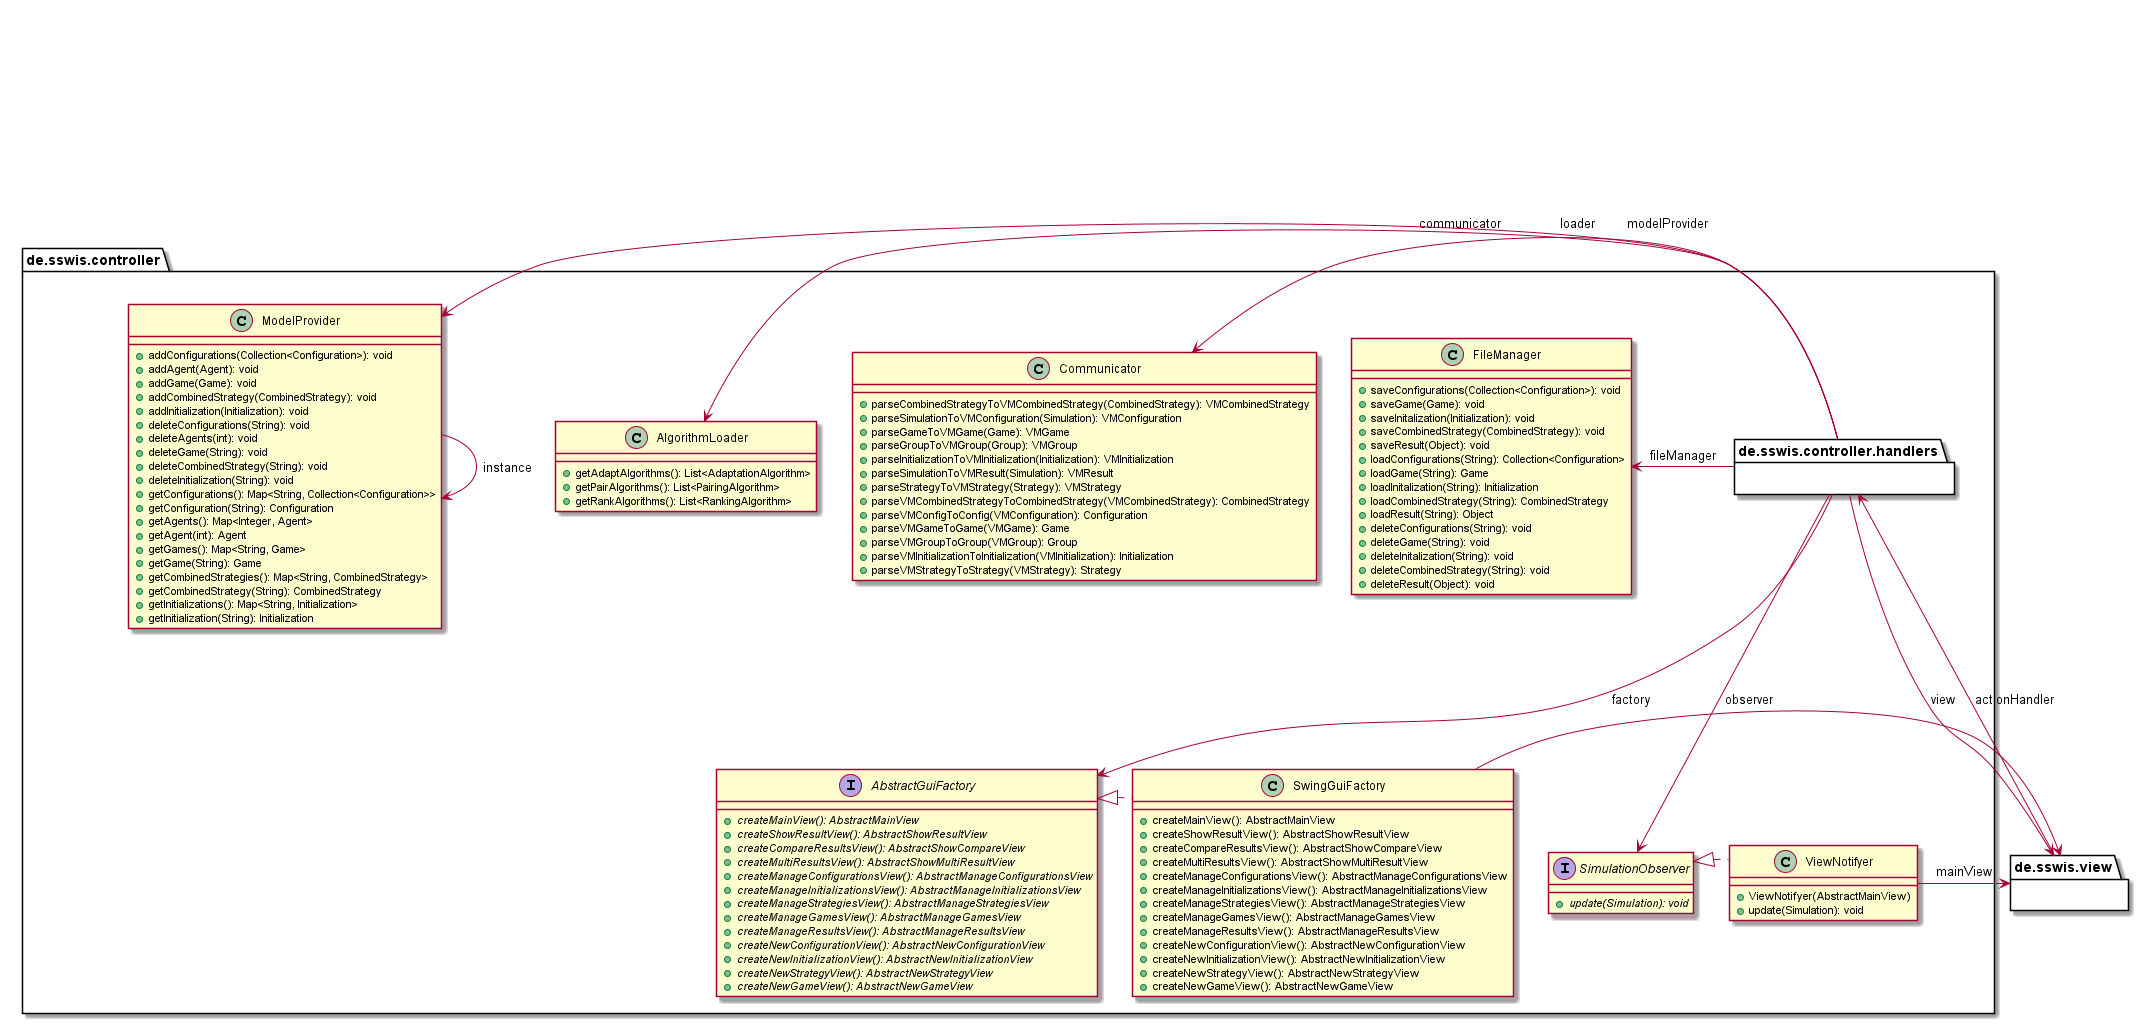 communicator
loader
modelProvider
de.sswis.controller
ModelProvider
addConfigurations(Collection<Configuration>): void
addAgent(Agent): void
addGame(Game): void
addCombinedStrategy(CombinedStrategy): void
addInitialization(Initialization): void
deleteConfigurations(String): void
deleteAgents(int): void
deleteGame(String): void
deleteCombinedStrategy(String): void
deleteInitialization(String): void
getConfigurations(): Map<String, Collection<Configuration>>
getConfiguration(String): Configuration
getAgents(): Map<Integer, Agent>
getAgent(int): Agent
getGames(): Map<String, Game>
getGame(String): Game
getCombinedStrategies(): Map<String, CombinedStrategy>
getCombinedStrategy(String): CombinedStrategy
getInitializations(): Map<String, Initialization>
getInitialization(String): Initialization
instance
AlgorithmLoader
getAdaptAlgorithms(): List<AdaptationAlgorithm>
getPairAlgorithms(): List<PairingAlgorithm>
getRankAlgorithms(): List<RankingAlgorithm>
Communicator
parseCombinedStrategyToVMCombinedStrategy(CombinedStrategy): VMCombinedStrategy
parseSimulationToVMConfiguration(Simulation): VMConfiguration
parseGameToVMGame(Game): VMGame
parseGroupToVMGroup(Group): VMGroup
parseInitializationToVMInitialization(Initialization): VMInitialization
parseSimulationToVMResult(Simulation): VMResult
parseStrategyToVMStrategy(Strategy): VMStrategy
parseVMCombinedStrategyToCombinedStrategy(VMCombinedStrategy): CombinedStrategy
parseVMConfigToConfig(VMConfiguration): Configuration
parseVMGameToGame(VMGame): Game
parseVMGroupToGroup(VMGroup): Group
parseVMInitializationToInitialization(VMInitialization): Initialization
parseVMStrategyToStrategy(VMStrategy): Strategy
FileManager
saveConfigurations(Collection<Configuration>): void
saveGame(Game): void
saveInitalization(Initialization): void
saveCombinedStrategy(CombinedStrategy): void
saveResult(Object): void
loadConfigurations(String): Collection<Configuration>
loadGame(String): Game
loadInitalization(String): Initialization
loadCombinedStrategy(String): CombinedStrategy
loadResult(String): Object
deleteConfigurations(String): void
deleteGame(String): void
deleteInitalization(String): void
deleteCombinedStrategy(String): void
deleteResult(Object): void
fileManager
de.sswis.controller.handlers
factory
observer
view
actionHandler
AbstractGuiFactory
createMainView(): AbstractMainView
createShowResultView(): AbstractShowResultView
createCompareResultsView(): AbstractShowCompareView
createMultiResultsView(): AbstractShowMultiResultView
createManageConfigurationsView(): AbstractManageConfigurationsView
createManageInitializationsView(): AbstractManageInitializationsView
createManageStrategiesView(): AbstractManageStrategiesView
createManageGamesView(): AbstractManageGamesView
createManageResultsView(): AbstractManageResultsView
createNewConfigurationView(): AbstractNewConfigurationView
createNewInitializationView(): AbstractNewInitializationView
createNewStrategyView(): AbstractNewStrategyView
createNewGameView(): AbstractNewGameView
SwingGuiFactory
createMainView(): AbstractMainView
createShowResultView(): AbstractShowResultView
createCompareResultsView(): AbstractShowCompareView
createMultiResultsView(): AbstractShowMultiResultView
createManageConfigurationsView(): AbstractManageConfigurationsView
createManageInitializationsView(): AbstractManageInitializationsView
createManageStrategiesView(): AbstractManageStrategiesView
createManageGamesView(): AbstractManageGamesView
createManageResultsView(): AbstractManageResultsView
createNewConfigurationView(): AbstractNewConfigurationView
createNewInitializationView(): AbstractNewInitializationView
createNewStrategyView(): AbstractNewStrategyView
createNewGameView(): AbstractNewGameView
SimulationObserver
update(Simulation): void
ViewNotifyer
ViewNotifyer(AbstractMainView)
update(Simulation): void
mainView
de.sswis.view